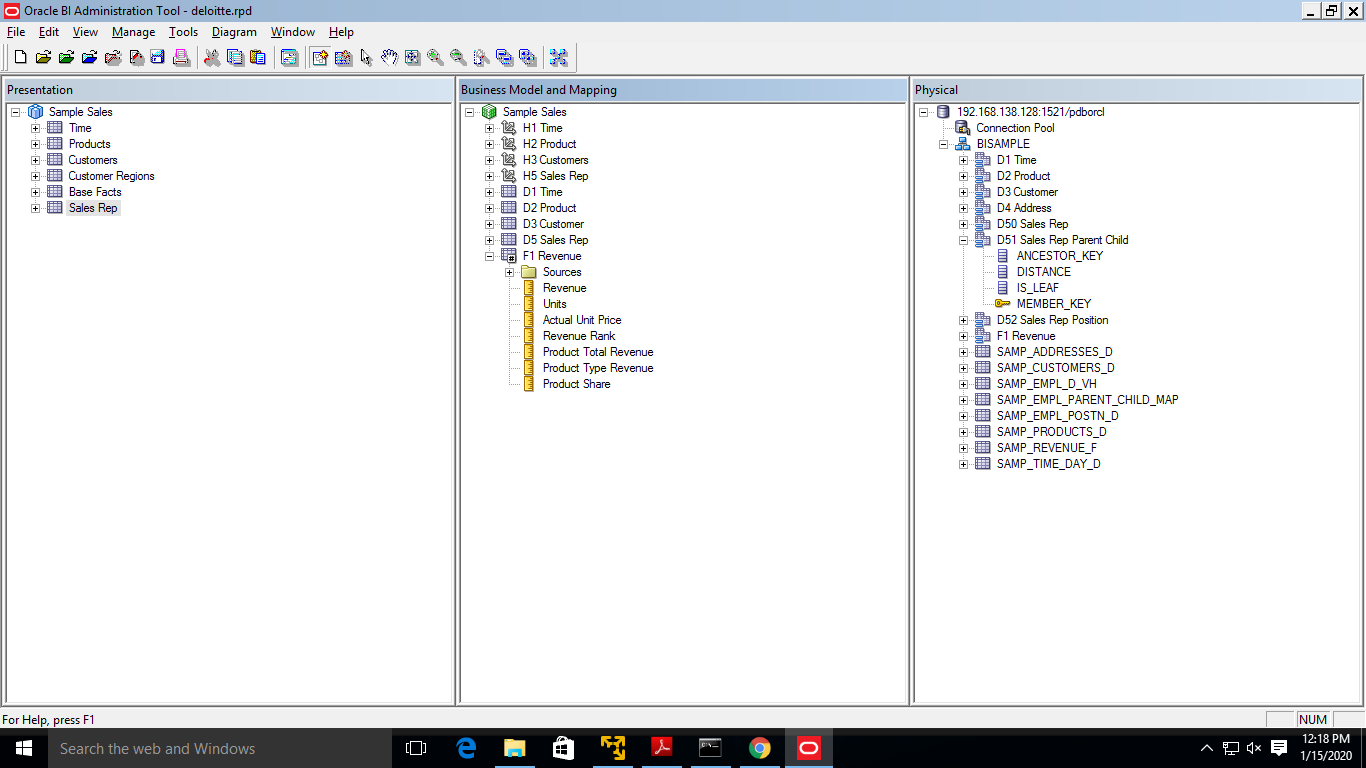 Oracle BI Administration Tool - deloitte.rpd
File Edit View Manage Tools Diagram Window Help
Presentation
Sample Sales
Time
Products
Customers
Customer Regions
Base Facts
Sales Rep
Business Model and Mapping
Sample Sales
H1 Time
H2 Product
H3 Customers
H5 Sales Rep
D1 Time
D2 Product
D3 Customer
D5 Sales Rep
F1 Revenue
Sources
Revenue
Units
Actual Unit Price
Revenue Rank
Product Total Revenue
Product Type Revenue
Product Share
Physical
192.168.138.128:1521/pdborcl
Connection Pool
BISAMPLE
D1 Time
D2 Product
D3 Customer
D4 Address
D50 Sales Rep
D51 Sales Rep Parent Child
ANCESTOR_KEY
DISTANCE
IS_LEAF
MEMBER_KEY
D52 Sales Rep Position
F1 Revenue
SAMP_ADDRESSES_D
SAMP_CUSTOMERS_D
SAMP_EMPL_D_VH
SAMP_EMPL_PARENT_CHILD_MAP
SAMP_EMPL_POSTN_D
SAMP_PRODUCTS_D
SAMP_REVENUE_F
SAMP_TIME_DAY_D
For Help, press F1
NUM
Search the web and Windows
12:18 PM
1/15/2020